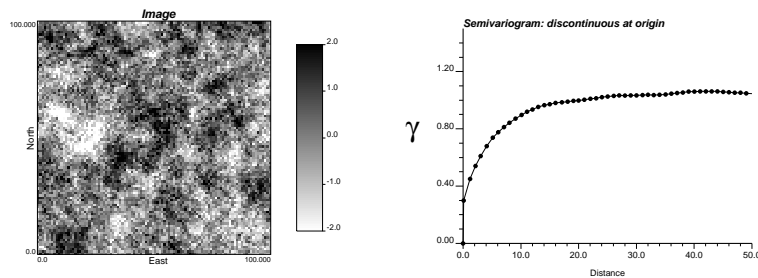 Image
100.000
North
0.0
0.0
East
100.000
2.0
1.0
0.0
-1.0
-2.0
Semivariogram: discontinuous at origin
γ
1.20
0.80
0.40
0.00
0.0 10.0 20.0 30.0 40.0 50.0
Distance